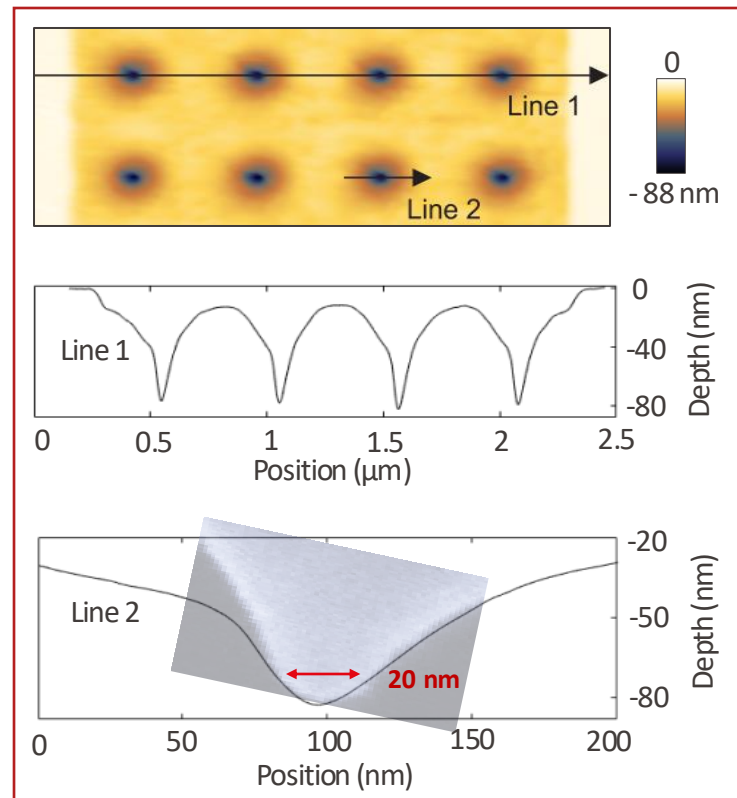 0
Line 1
Line 2
- 88 nm
Line 1
0
-40
-80
Depth (nm)
0 0.5 1 1.5 2 2.5
Position (µm)
Line 2
20 nm
-20
-50
-80
Depth (nm)
0 50 100 150 200
Position (nm)